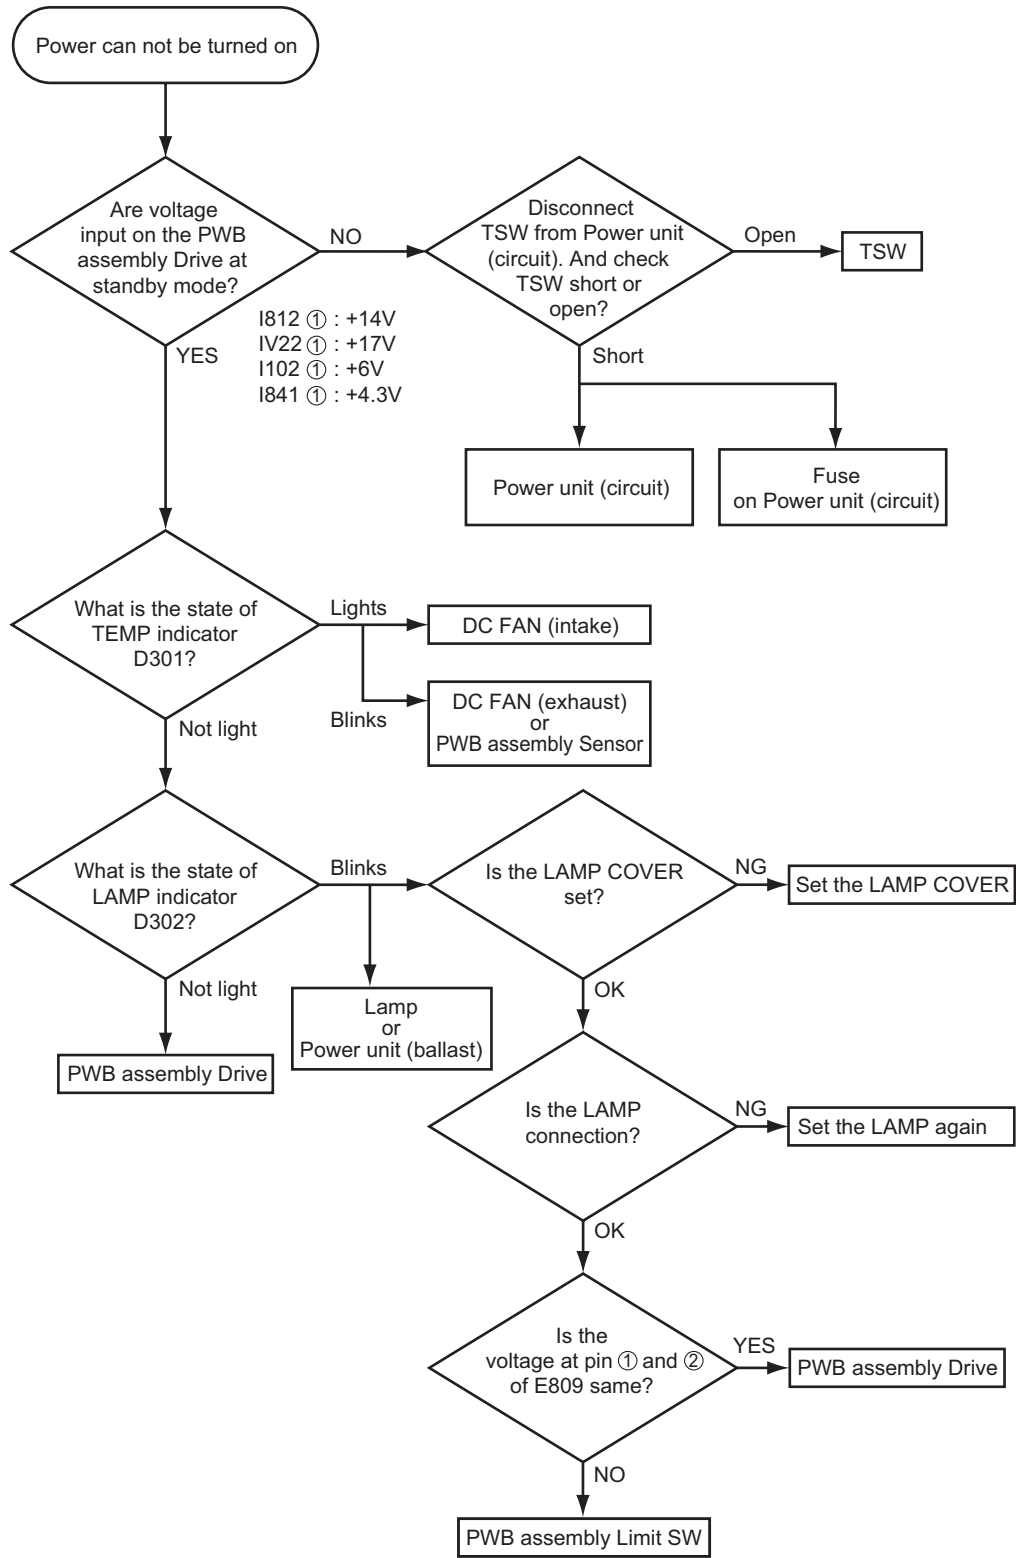 Power can not be turned on
Are voltage
input on the PWB
assembly Drive at
standby mode?
NO
YES
I812 ① : +14V
IV22 ① : +17V
I102 ① : +6V
I841 ① : +4.3V
Disconnect
TSW from Power unit
(circuit). And check
TSW short or
open?
Open
TSW
Short
Power unit (circuit)
Fuse
on Power unit (circuit)
What is the state of
TEMP indicator
D301?
Lights
DC FAN (intake)
Blinks
DC FAN (exhaust)
or
PWB assembly Sensor
Not light
What is the state of
LAMP indicator
D302?
Blinks
Not light
PWB assembly Drive
Lamp
or
Power unit (ballast)
Is the LAMP COVER
set?
NG
Set the LAMP COVER
OK
Is the LAMP
connection?
NG
Set the LAMP again
OK
Is the
voltage at pin ① and ②
of E809 same?
YES
PWB assembly Drive
NO
PWB assembly Limit SW